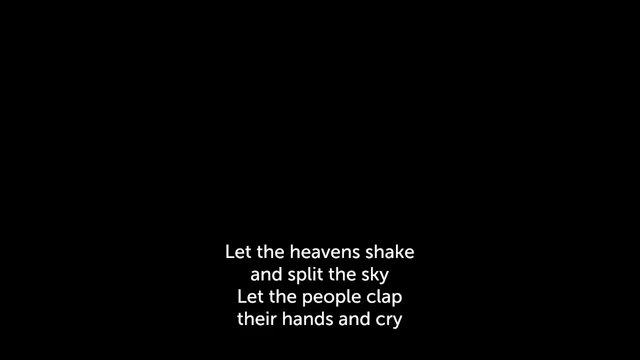 Let the heavens shake
and split the sky
Let the people clap
their hands and cry